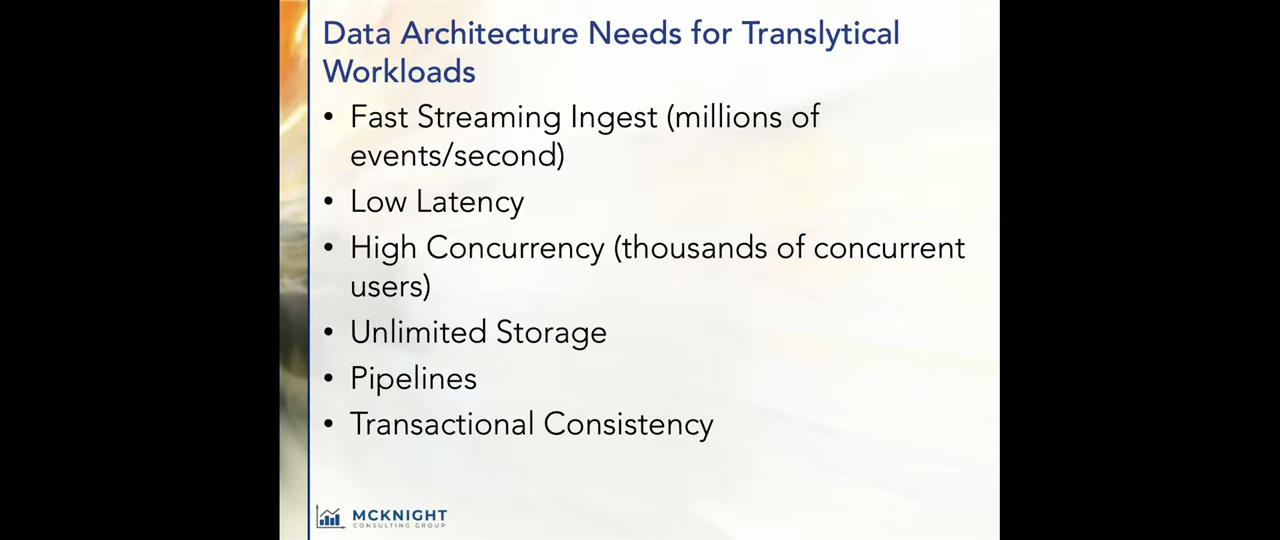 Data Architecture Needs for Translytical
Workloads
• Fast Streaming Ingest (millions of
events/second)
• Low Latency
• High Concurrency (thousands of concurrent
users)
• Unlimited Storage
• Pipelines
• Transactional Consistency
MCKNIGHT
CONSULTING GROUP